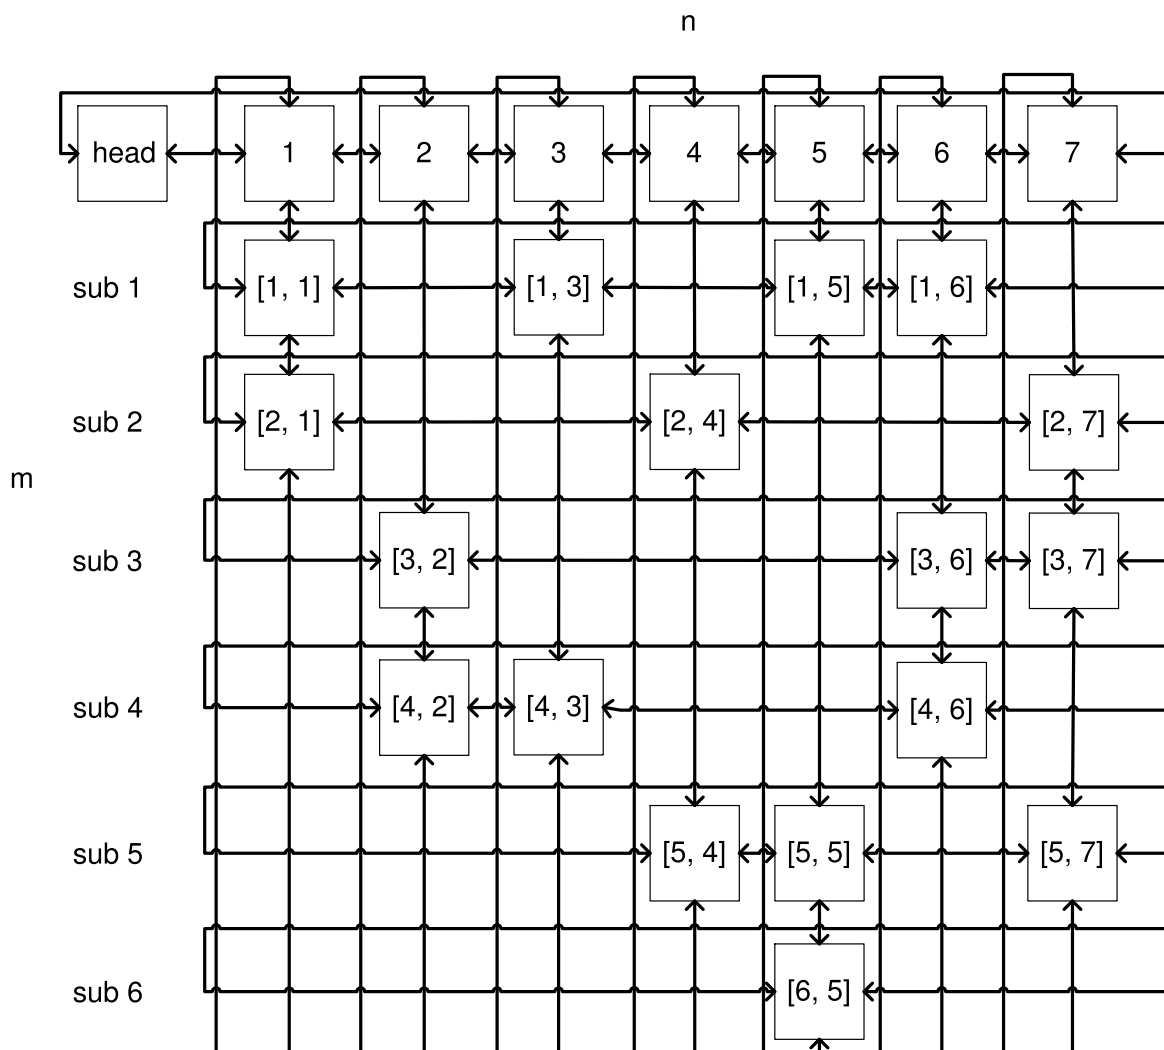 n
head 1 2 3 4 5 6 7
sub 1 [1, 1] [1, 3] [1, 5] [1, 6]
sub 2 [2, 1] [2, 4] [2, 7]
m
sub 3 [3, 2] [3, 6] [3, 7]
sub 4 [4, 2] [4, 3] [4, 6]
sub 5 [5, 4] [5, 5] [5, 7]
sub 6 [6, 5]